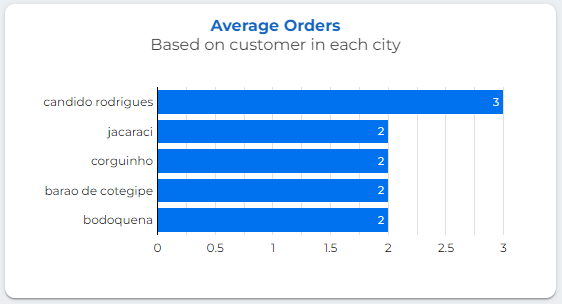 Average Orders
Based on customer in each city
candido rodrigues 3
jacaraci 2
corguinho 2
barao de cotegipe 2
bodoquena 2
0 0.5 1 1.5 2 2.5 3